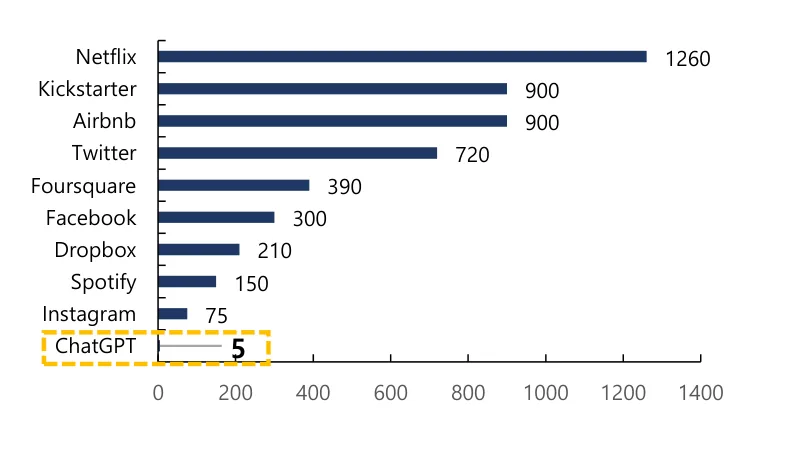 Netflix 1260
Kickstarter 900
Airbnb 900
Twitter 720
Foursquare 390
Facebook 300
Dropbox 210
Spotify 150
Instagram 75
ChatGPT 5
0 200 400 600 800 1000 1200 1400